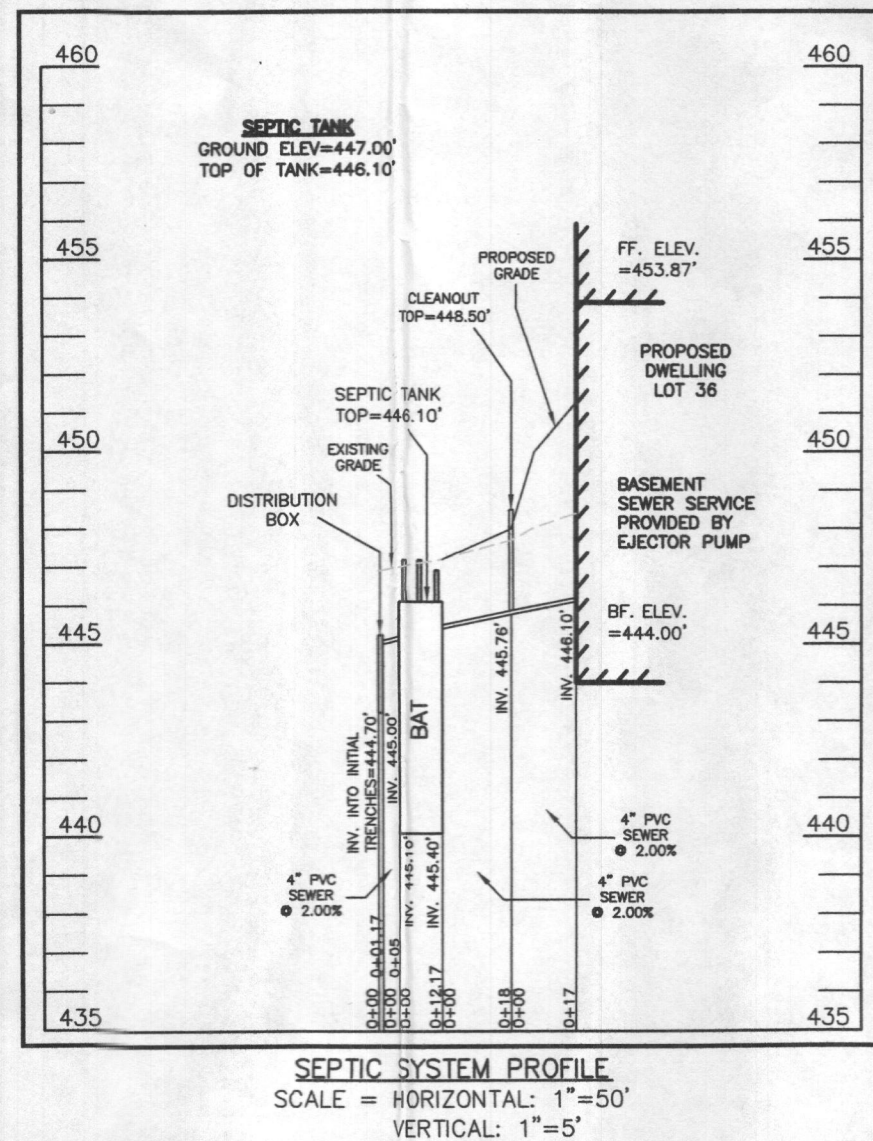 460
460
SEPTIC TANK
GROUND ELEV=447.00'
TOP OF TANK=446.10'
455
455
FF. ELEV.
=453.87'
PROPOSED
GRADE
CLEANOUT
TOP=448.50'
PROPOSED
DWELLING
LOT 36
SEPTIC TANK
TOP=446.10'
450
450
EXISTING
GRADE
DISTRIBUTION
BOX
BASEMENT
SEWER SERVICE
PROVIDED BY
EJECTOR PUMP
BF. ELEV.
=444.00'
445
445
INV. INTO INITIAL
TRENCHES=444.70'
INV. 445.00'
BAT
INV. 445.10'
INV. 445.40'
INV. 445.76'
INV. 446.10'
440
440
4" PVC
SEWER
@ 2.00%
4" PVC
SEWER
@ 2.00%
4" PVC
SEWER
@ 2.00%
0+00
0+01.17
0+00
0+05
0+00
0+12.17
0+00
0+18
0+00
0+17
435
435
SEPTIC SYSTEM PROFILE
SCALE = HORIZONTAL: 1"=50'
VERTICAL: 1"=5'